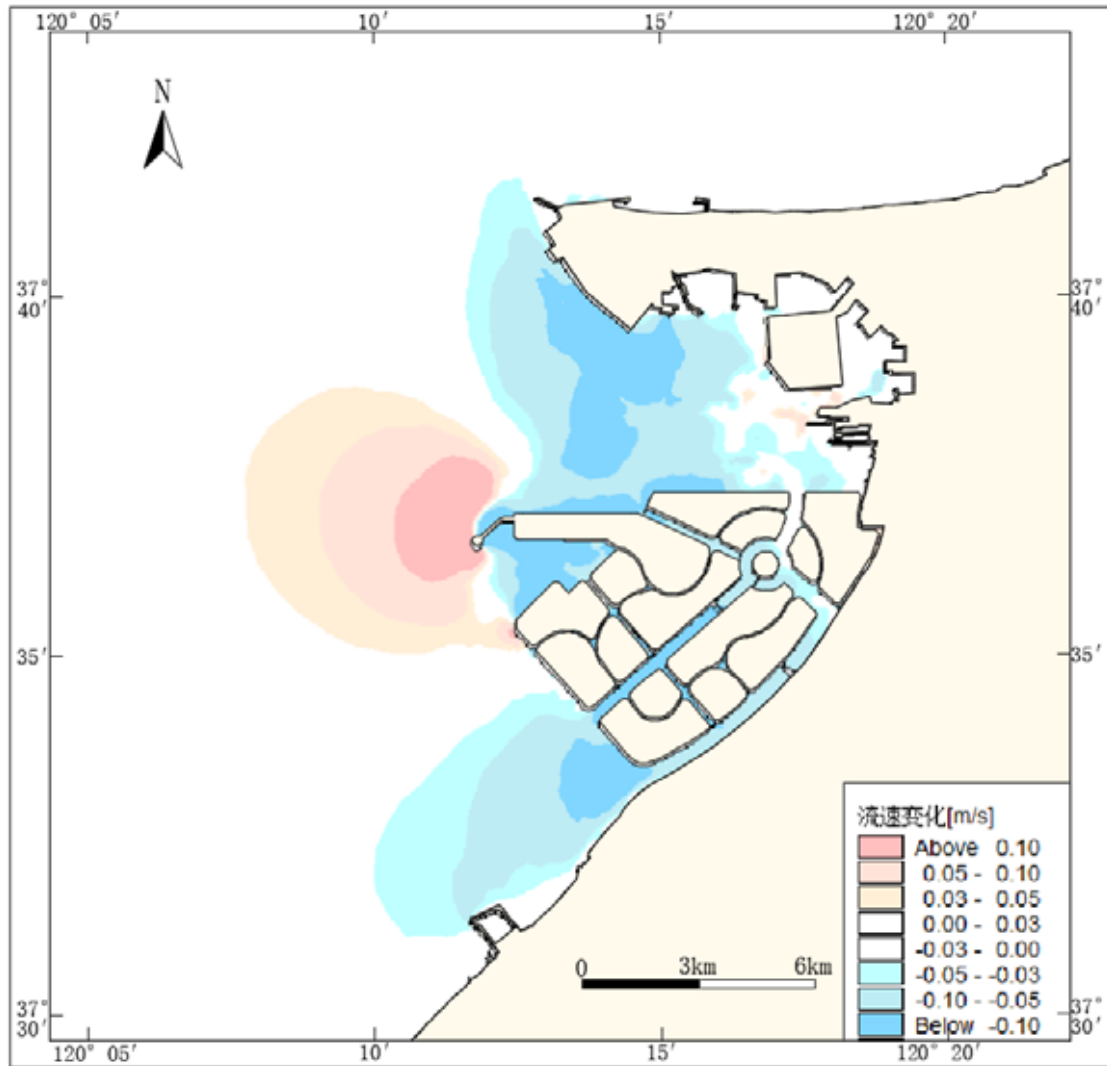 120° 05′ 10′ 15′ 120° 20′
N
37° 37°
40′ 40′
35′ 35′
流速变化[m/s]
Above 0.10
0.05 - 0.10
0.03 - 0.05
0.00 - 0.03
-0.03 - 0.00
-0.05 - -0.03
-0.10 - -0.05
Below -0.10
0 3km 6km
37° 37°
30′ 30′
120° 05′ 10′ 15′ 120° 20′